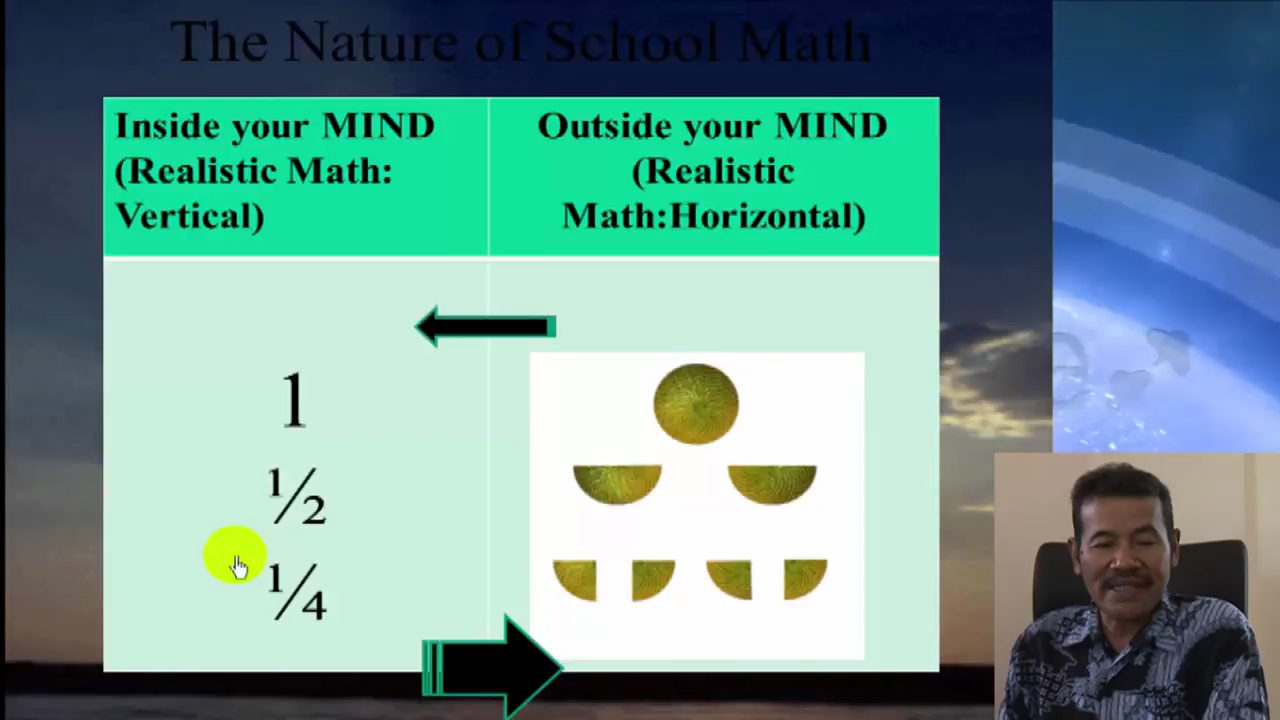 The Nature of School Math
Inside your MIND
(Realistic Math:
Vertical)
Outside your MIND
(Realistic
Math:Horizontal)
1
½
¼